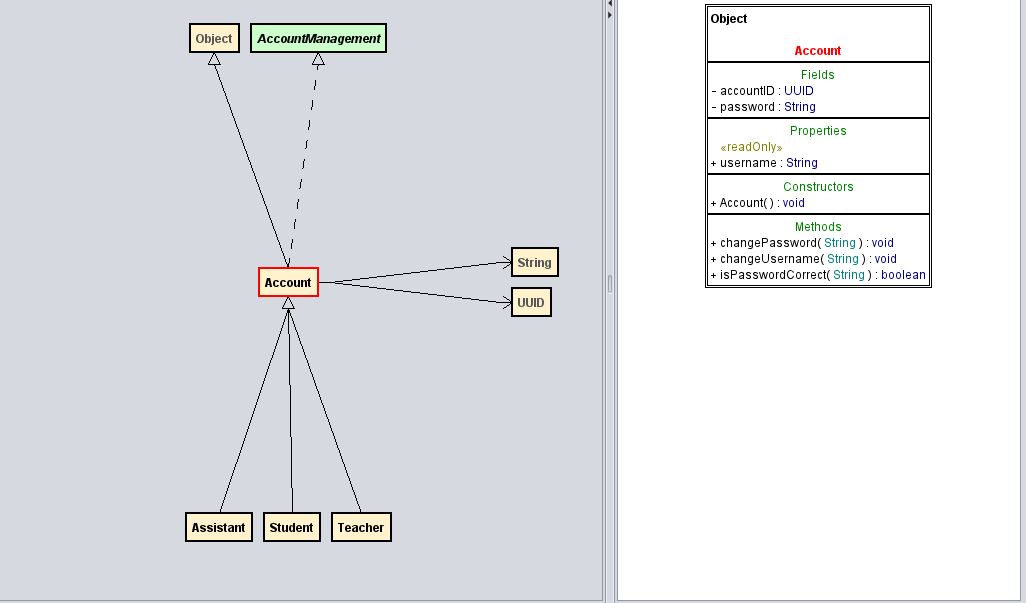 Object
AccountManagement
Account
String
UUID
Assistant
Student
Teacher
Object
Account
Fields
- accountID : UUID
- password : String
Properties
«readOnly»
+ username : String
Constructors
+ Account( ) : void
Methods
+ changePassword( String ) : void
+ changeUsername( String ) : void
+ isPasswordCorrect( String ) : boolean